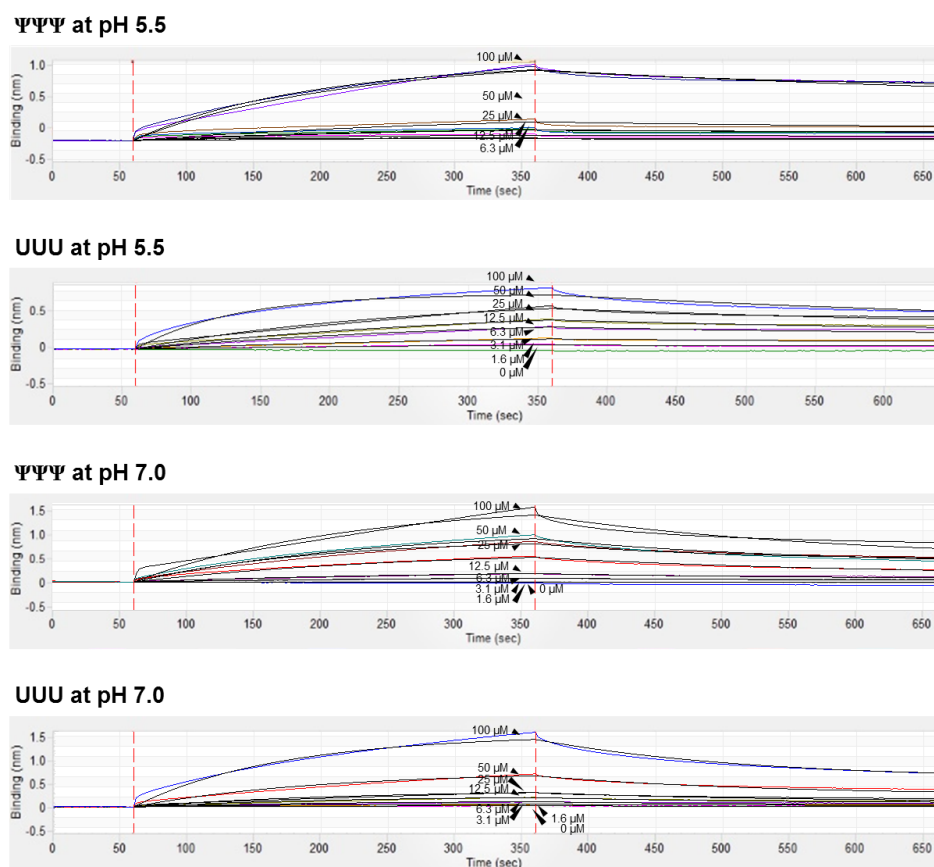 ΨΨΨ at pH 5.5
Binding (nm)
1.0
0.5
0
-0.5
100 µM
50 µM
25 µM
12.5 µM
6.3 µM
0 50 100 150 200 250 300 350 400 450 500 550 600 650
Time (sec)
UUU at pH 5.5
Binding (nm)
0.5
0
-0.5
100 µM
50 µM
25 µM
12.5 µM
6.3 µM
3.1 µM
1.6 µM
0 µM
0 50 100 150 200 250 300 350 400 450 500 550 600
Time (sec)
ΨΨΨ at pH 7.0
Binding (nm)
1.5
1.0
0.5
0
-0.5
100 µM
50 µM
25 µM
12.5 µM
6.3 µM
3.1 µM 0 µM
1.6 µM
0 50 100 150 200 250 300 350 400 450 500 550 600 650
Time (sec)
UUU at pH 7.0
Binding (nm)
1.5
1.0
0.5
0
-0.5
100 µM
50 µM
25 µM
12.5 µM
6.3 µM
3.1 µM 1.6 µM
0 µM
0 50 100 150 200 250 300 350 400 450 500 550 600 650
Time (sec)